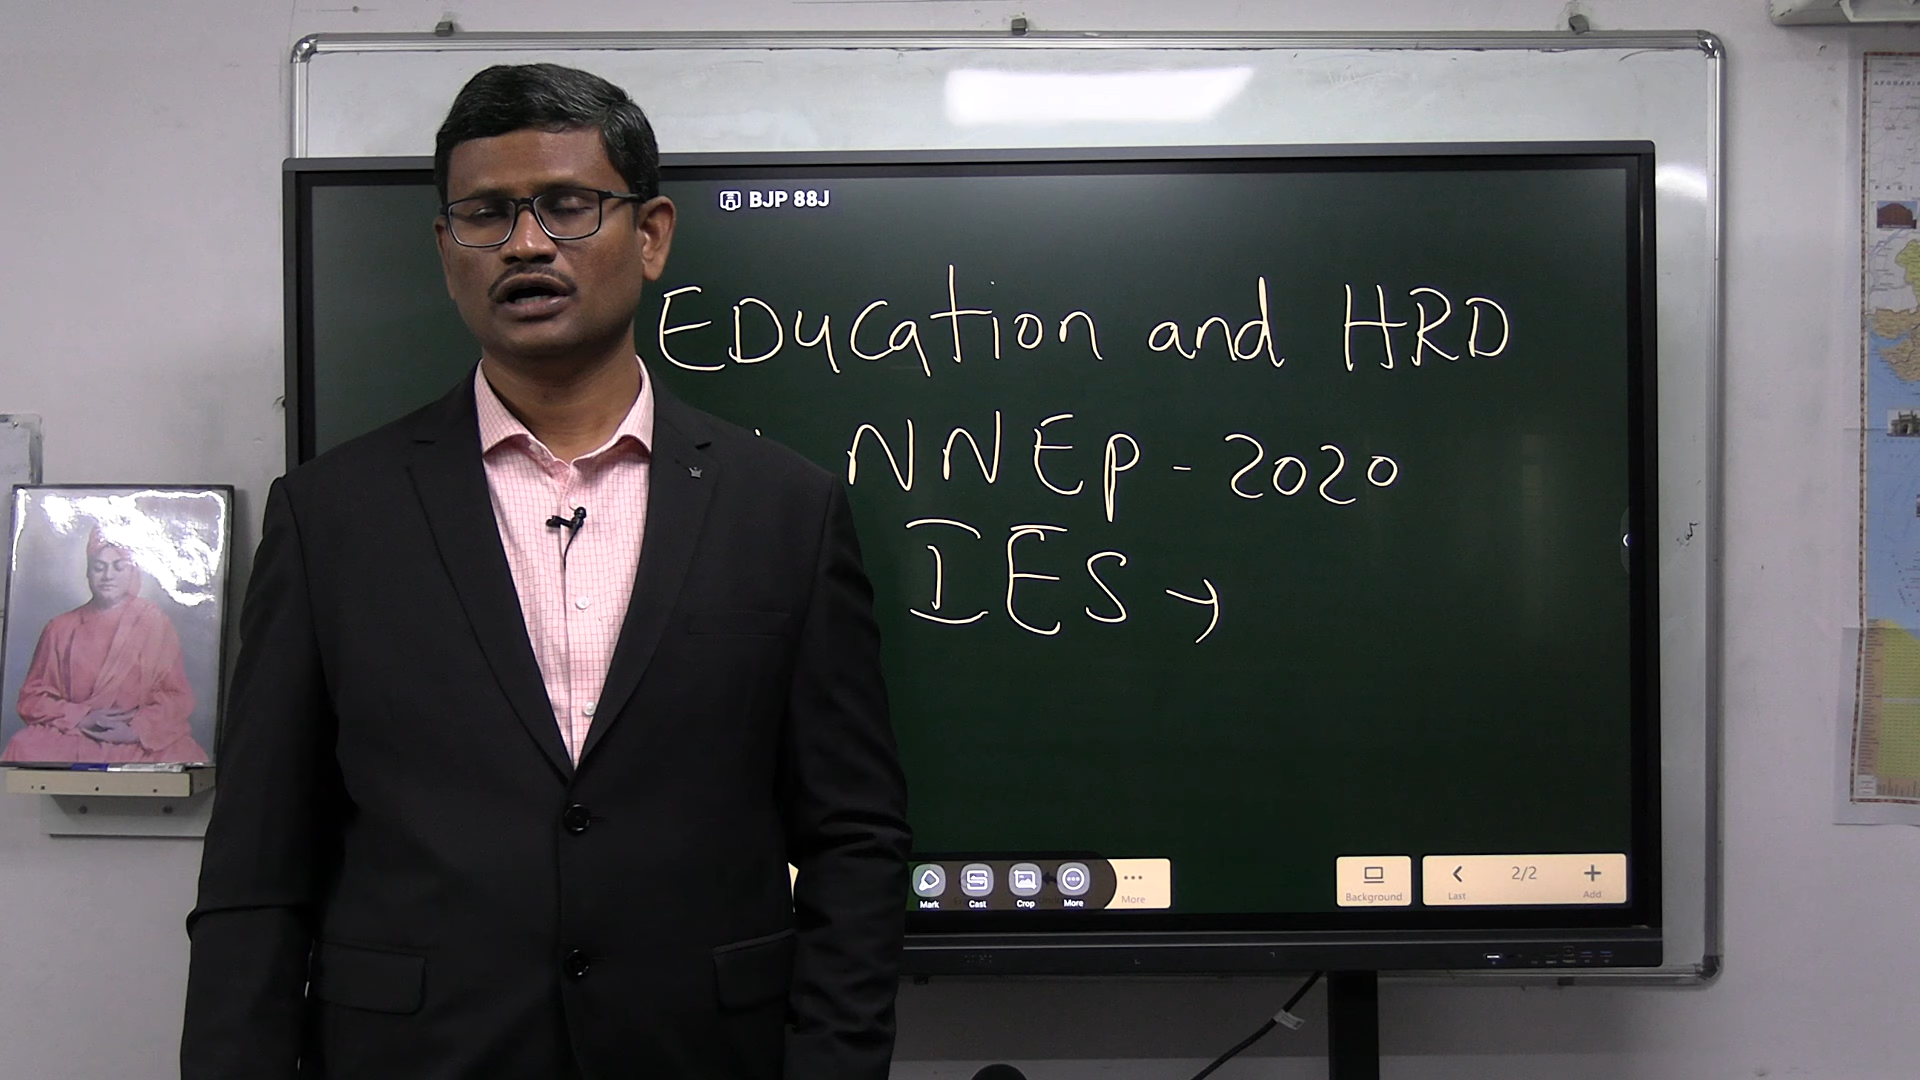 BJP 88J
EDucation and HRD
NNEP - 2020
IES →
Mark
Cast
Crop
More
More
Background
Last
2/2
Add